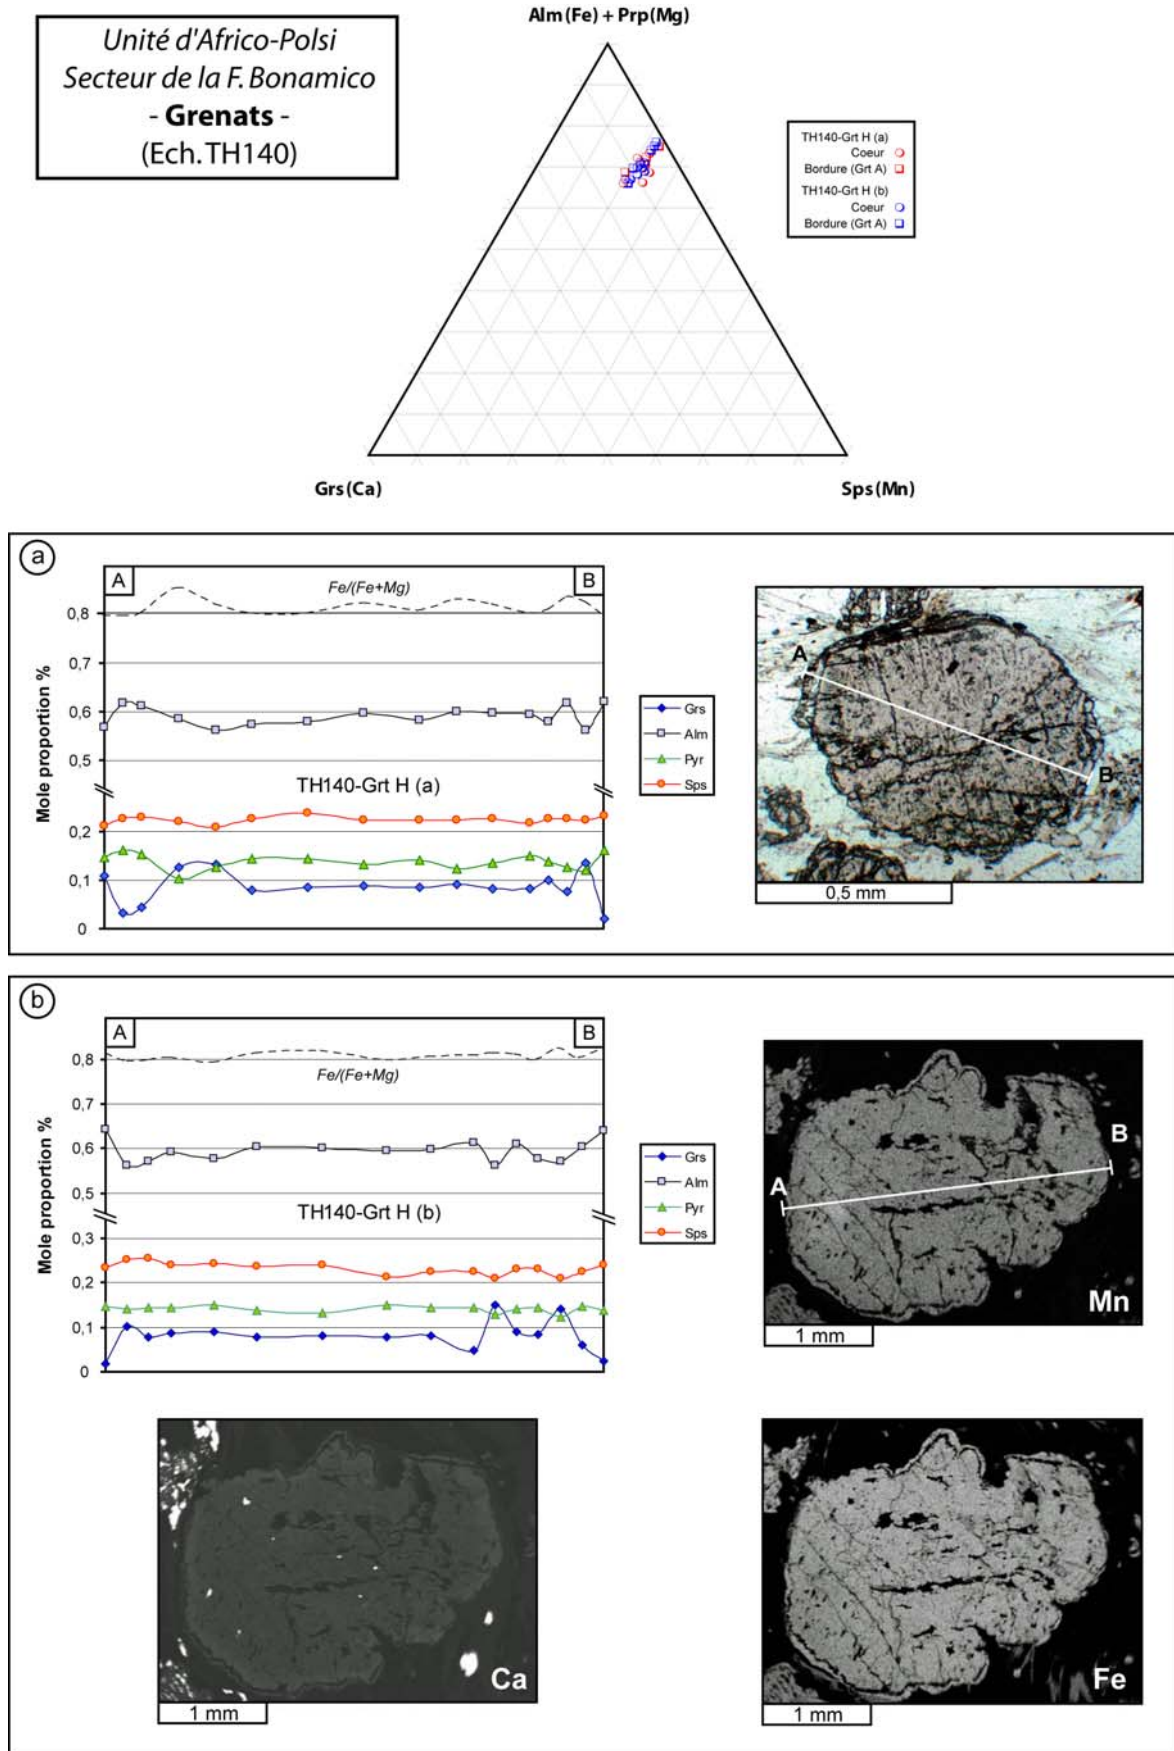 Unité d'Africo-Polsi
Secteur de la F. Bonamico
- Grenats -
(Ech. TH140)
Alm (Fe) + Prp (Mg)
Grs (Ca)
Sps (Mn)
TH140-Grt H (a)
Coeur
Bordure (Grt A)
TH140-Grt H (b)
Coeur
Bordure (Grt A)
a
A
B
Fe/(Fe+Mg)
0,8
0,7
0,6
0,5
0,2
0,1
0
Mole proportion %
TH140-Grt H (a)
Grs
Alm
Pyr
Sps
A
B
0,5 mm
b
A
B
Fe/(Fe+Mg)
0,8
0,7
0,6
0,5
0,3
0,2
0,1
0
Mole proportion %
TH140-Grt H (b)
Grs
Alm
Pyr
Sps
A
B
Mn
1 mm
Ca
1 mm
Fe
1 mm